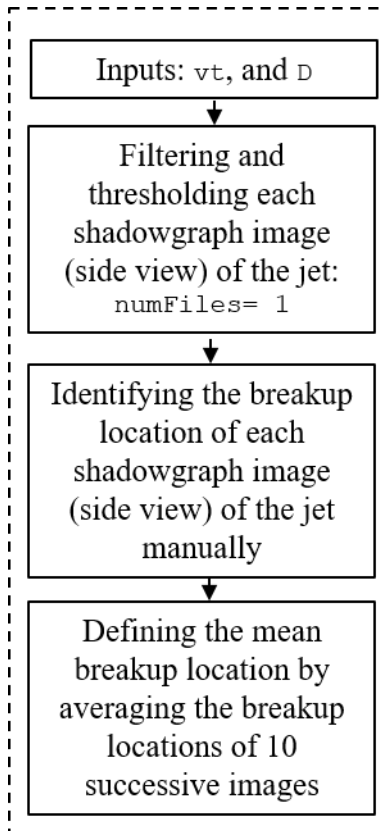 Inputs: vt, and D
Filtering and
thresholding each
shadowgraph image
(side view) of the jet:
numFiles= 1
Identifying the breakup
location of each
shadowgraph image
(side view) of the jet
manually
Defining the mean
breakup location by
averaging the breakup
locations of 10
successive images